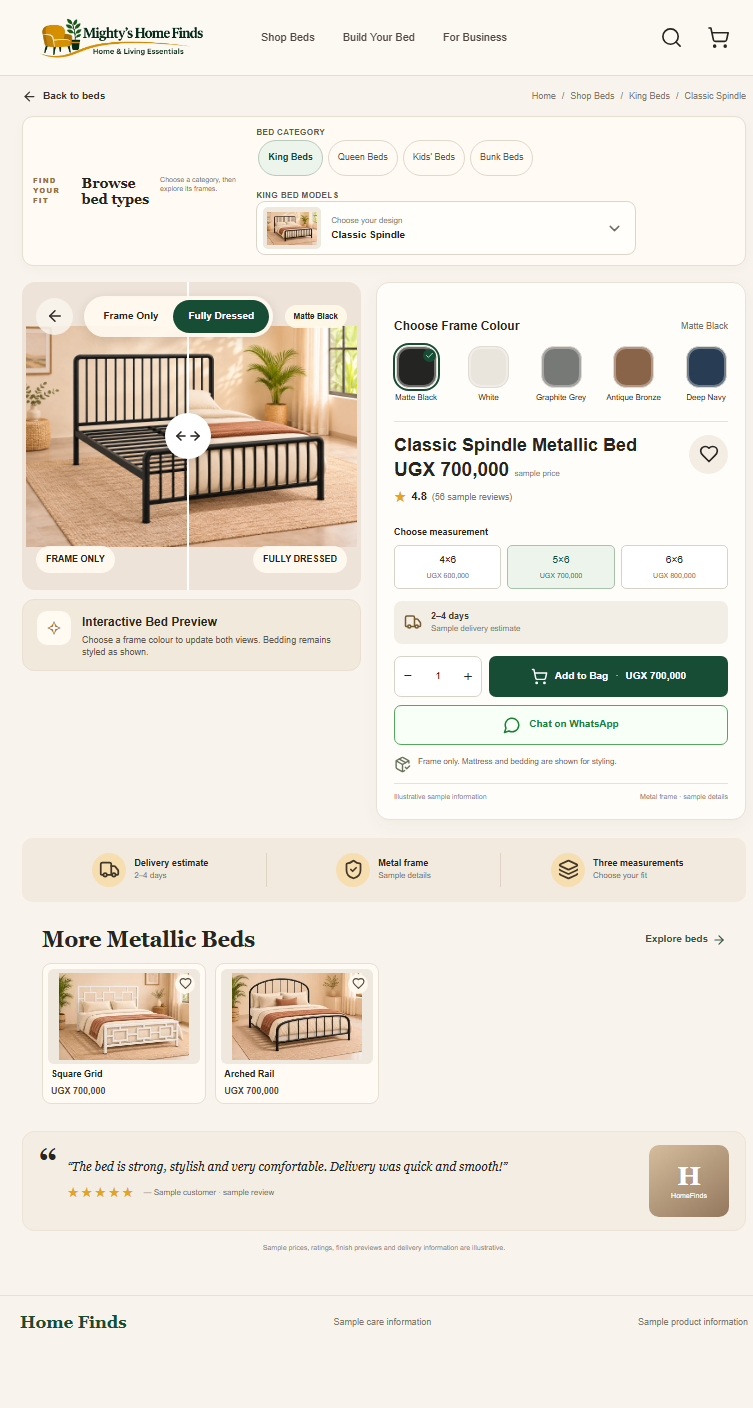 Mighty's Home Finds
Home & Living Essentials
Shop Beds
Build Your Bed
For Business
Back to beds
Home / Shop Beds / King Beds / Classic Spindle
FIND
YOUR
FIT
Browse
bed types
Choose a category, then
explore its frames.
BED CATEGORY
King Beds
Queen Beds
Kids' Beds
Bunk Beds
KING BED MODELS
Choose your design
Classic Spindle
Frame Only
Fully Dressed
Matte Black
FRAME ONLY
FULLY DRESSED
Interactive Bed Preview
Choose a frame colour to update both views. Bedding remains
styled as shown.
Choose Frame Colour
Matte Black
Matte Black
White
Graphite Grey
Antique Bronze
Deep Navy
Classic Spindle Metallic Bed
UGX 700,000 sample price
★ 4.8 (56 sample reviews)
Choose measurement
4×6
UGX 600,000
5×6
UGX 700,000
6×6
UGX 800,000
2–4 days
Sample delivery estimate
− 1 +
Add to Bag · UGX 700,000
Chat on WhatsApp
Frame only. Mattress and bedding are shown for styling.
Illustrative sample information
Metal frame · sample details
Delivery estimate
2–4 days
Metal frame
Sample details
Three measurements
Choose your fit
More Metallic Beds
Explore beds
Square Grid
UGX 700,000
Arched Rail
UGX 700,000
“
“The bed is strong, stylish and very comfortable. Delivery was quick and smooth!”
★★★★★ — Sample customer · sample review
H
HomeFinds
Sample prices, ratings, finish previews and delivery information are illustrative.
Home Finds
Sample care information
Sample product information